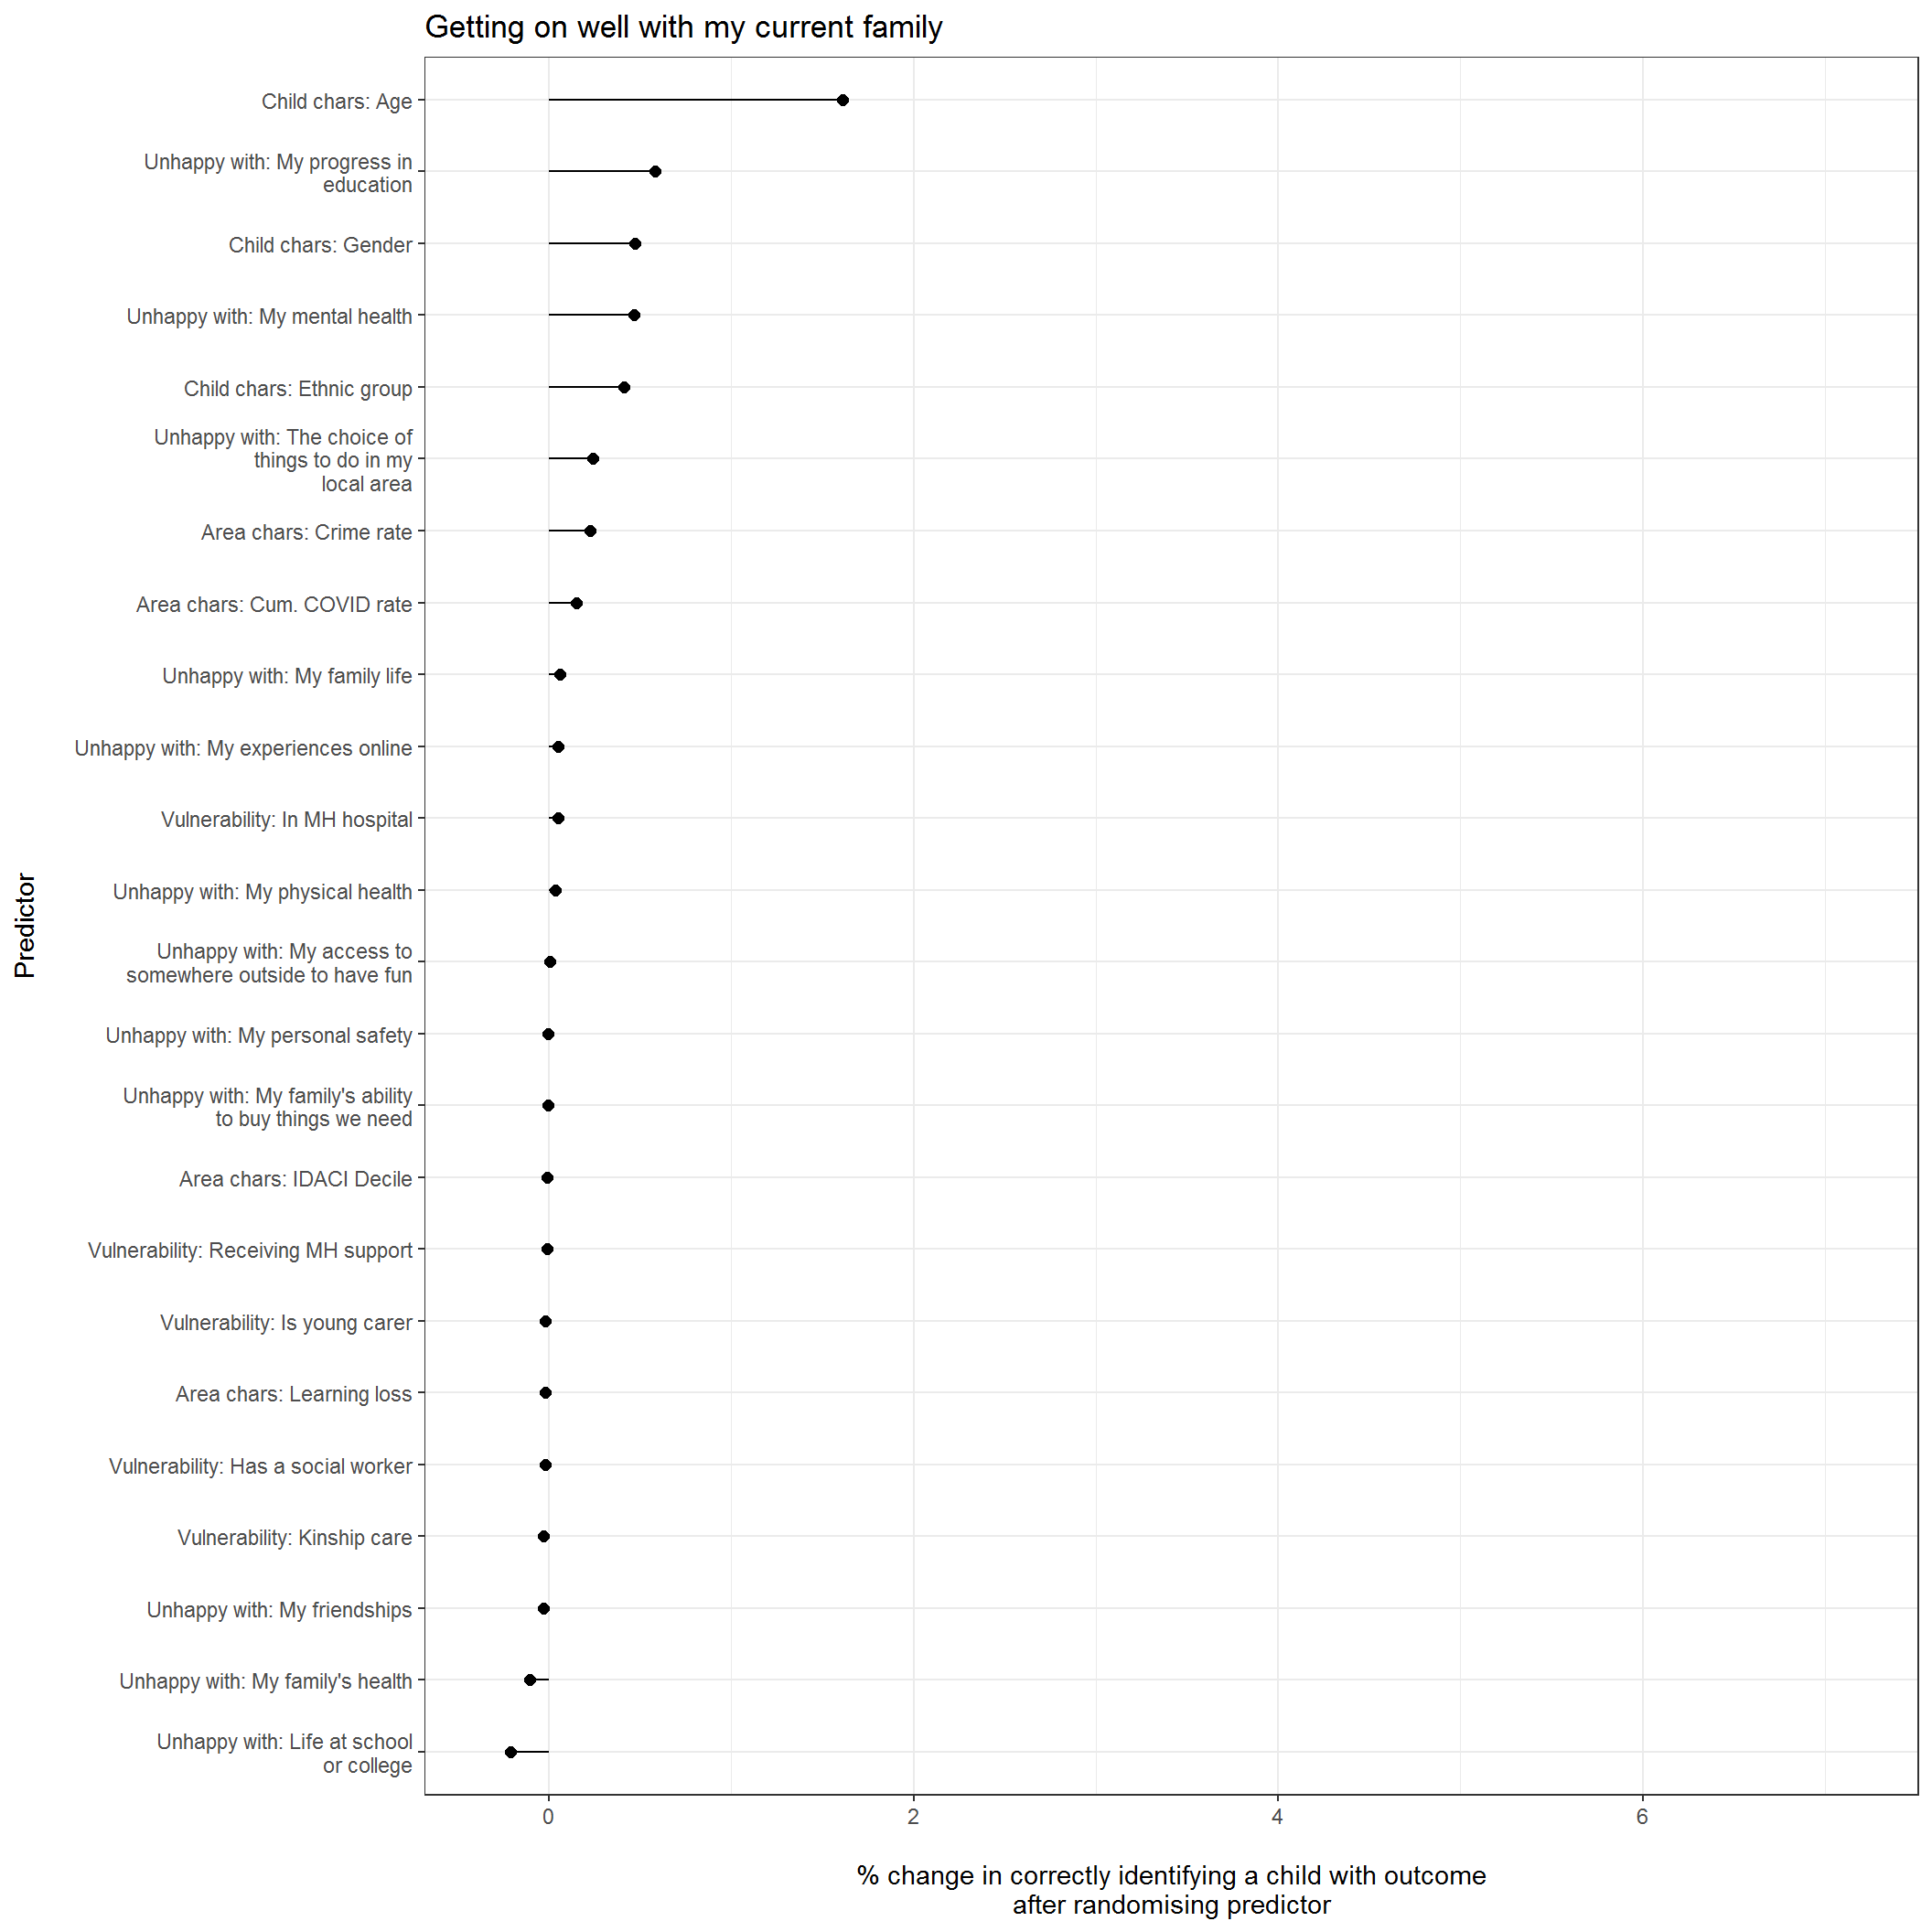 Getting on well with my current family
Child chars: Age
Unhappy with: My progress in
education
Child chars: Gender
Unhappy with: My mental health
Child chars: Ethnic group
Unhappy with: The choice of
things to do in my
local area
Area chars: Crime rate
Area chars: Cum. COVID rate
Unhappy with: My family life
Unhappy with: My experiences online
Vulnerability: In MH hospital
Unhappy with: My physical health
Unhappy with: My access to
somewhere outside to have fun
Unhappy with: My personal safety
Unhappy with: My family's ability
to buy things we need
Area chars: IDACI Decile
Vulnerability: Receiving MH support
Vulnerability: Is young carer
Area chars: Learning loss
Vulnerability: Has a social worker
Vulnerability: Kinship care
Unhappy with: My friendships
Unhappy with: My family's health
Unhappy with: Life at school
or college
Predictor
0 2 4 6
% change in correctly identifying a child with outcome
after randomising predictor